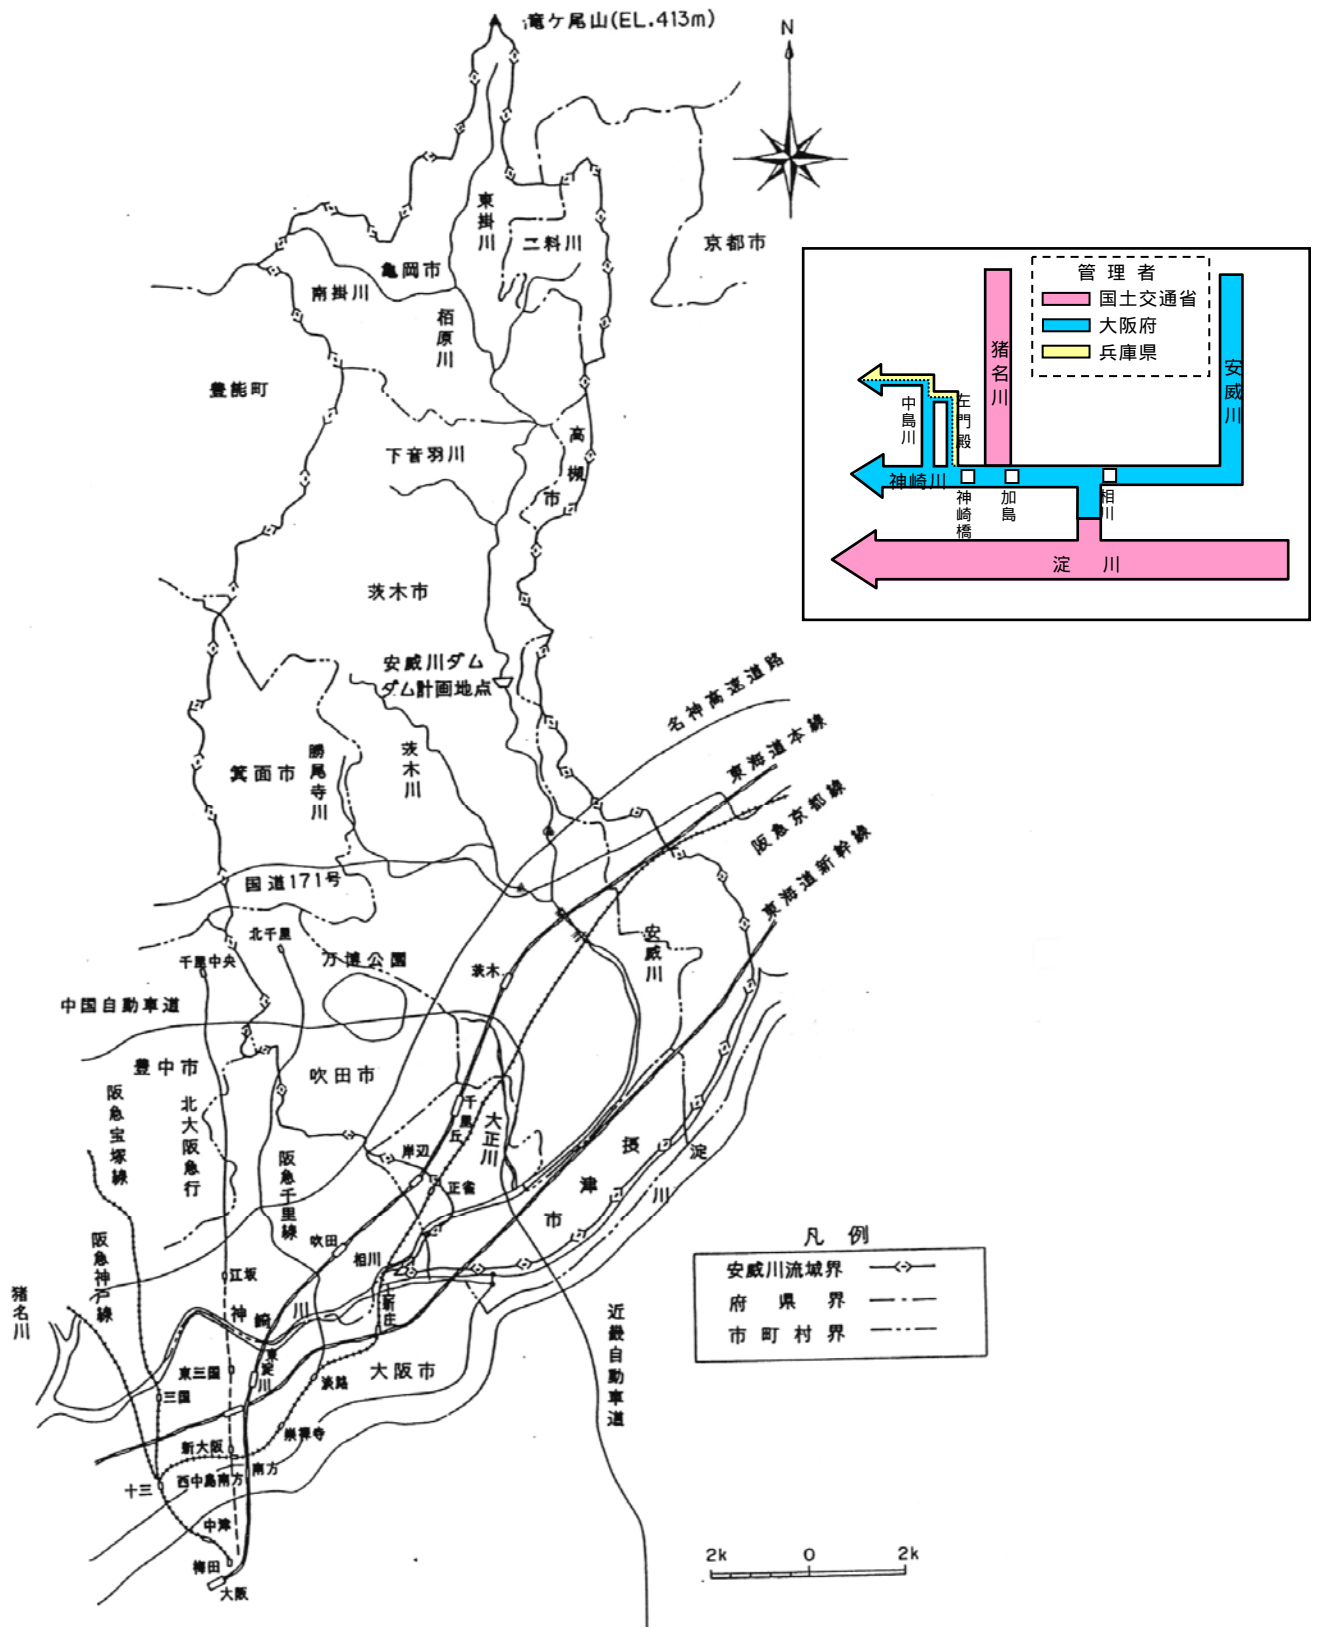 竜ケ尾山(EL.413m)
N
東掛川
二料川
京都市
亀岡市
南掛川
栢原川
豊能町
高槻市
下音羽川
茨木市
安威川ダム
ダム計画地点
名神高速道路
東海道本線
阪急京都線
東海道新幹線
箕面市
勝尾寺川
茨木川
国道171号
北千里
千里中央
万博公園
茨木
安威川
中国自動車道
豊中市
吹田市
阪急宝塚線
北大阪急行
阪急千里線
千里丘
大正川
岸辺
正雀
摂津市
淀川
阪急神戸線
吹田
相川
江坂
猪名川
神崎川
上新庄
東三国
東淀川
大阪市
淡路
三国
崇禅寺
新大阪
西中島南方
南方
十三
中津
梅田
大阪
近畿自動車道
管理者
国土交通省
大阪府
兵庫県
猪名川
安威川
中島川
左門殿
神崎川
神崎橋
加島
相川
淀川
凡例
安威川流域界
府県界
市町村界
2k 0 2k